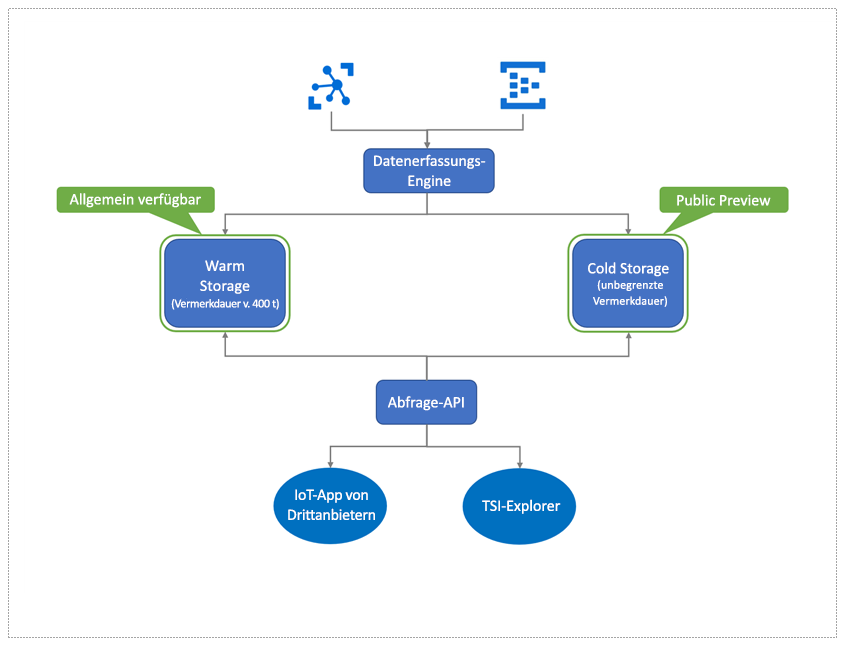 Datenerfassungs-
Engine
Allgemein verfügbar
Public Preview
Warm
Storage
(Vermerkdauer v. 400 t)
Cold Storage
(unbegrenzte
Vermerkdauer)
Abfrage-API
IoT-App von
Drittanbietern
TSI-Explorer